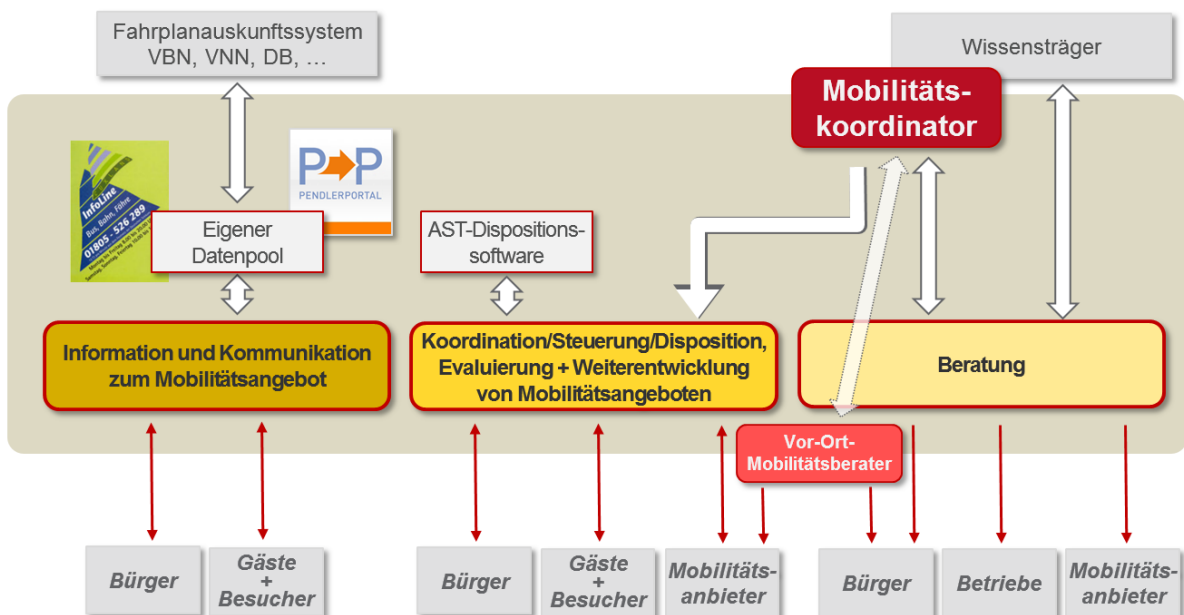 Fahrplanauskunftssystem
VBN, VNN, DB, …
Wissensträger
Mobilitäts-
koordinator
InfoLine
Bus, Bahn, Fähre
01805 - 526 289
P P
PENDLERPORTAL
Eigener
Datenpool
AST-Dispositions-
software
Information und Kommunikation
zum Mobilitätsangebot
Koordination/Steuerung/Disposition,
Evaluierung + Weiterentwicklung
von Mobilitätsangeboten
Beratung
Vor-Ort-
Mobilitätsberater
Bürger
Gäste
+
Besucher
Bürger
Gäste
+
Besucher
Mobilitäts-
anbieter
Bürger
Betriebe
Mobilitäts-
anbieter